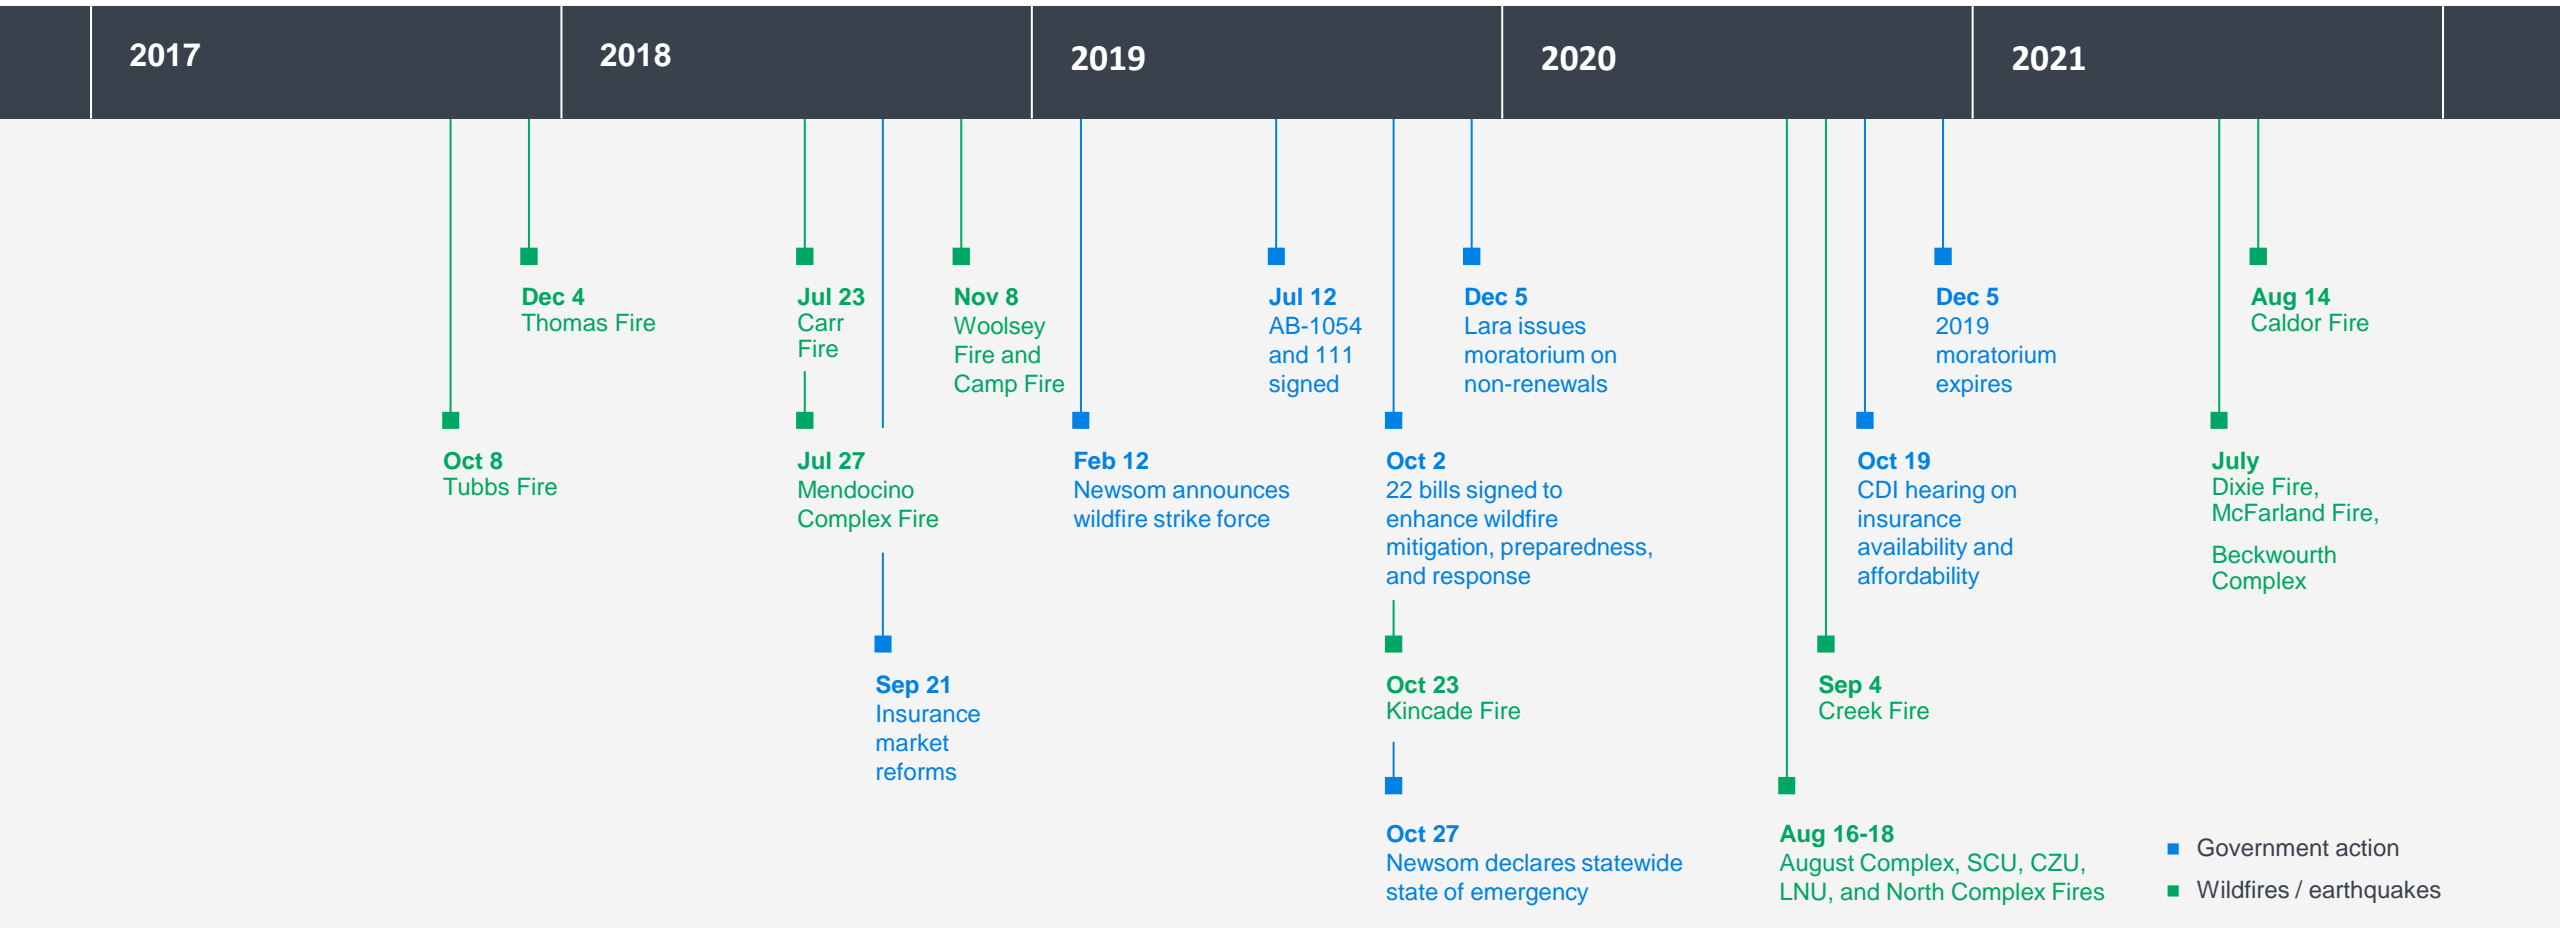 2017
2018
2019
2020
2021
Dec 4
Thomas Fire
Oct 8
Tubbs Fire
Jul 23
Carr
Fire
Jul 27
Mendocino
Complex Fire
Sep 21
Insurance
market
reforms
Nov 8
Woolsey
Fire and
Camp Fire
Feb 12
Newsom announces
wildfire strike force
Jul 12
AB-1054
and 111
signed
Oct 2
22 bills signed to
enhance wildfire
mitigation, preparedness,
and response
Oct 23
Kincade Fire
Oct 27
Newsom declares statewide
state of emergency
Dec 5
Lara issues
moratorium on
non-renewals
Aug 16-18
August Complex, SCU, CZU,
LNU, and North Complex Fires
Sep 4
Creek Fire
Oct 19
CDI hearing on
insurance
availability and
affordability
Dec 5
2019
moratorium
expires
July
Dixie Fire,
McFarland Fire,
Beckwourth
Complex
Aug 14
Caldor Fire
Government action
Wildfires / earthquakes